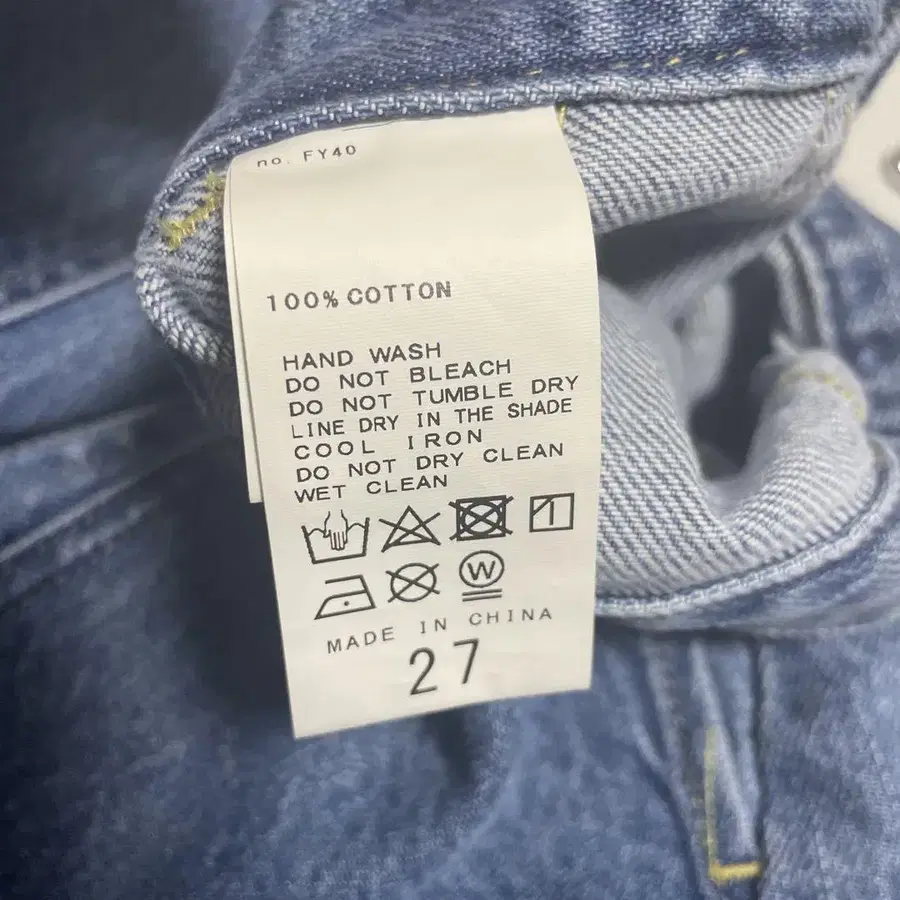 no. FY40
100% COTTON
HAND WASH
DO NOT BLEACH
DO NOT TUMBLE DRY
LINE DRY IN THE SHADE
COOL IRON
DO NOT DRY CLEAN
WET CLEAN
W
MADE IN CHINA
27